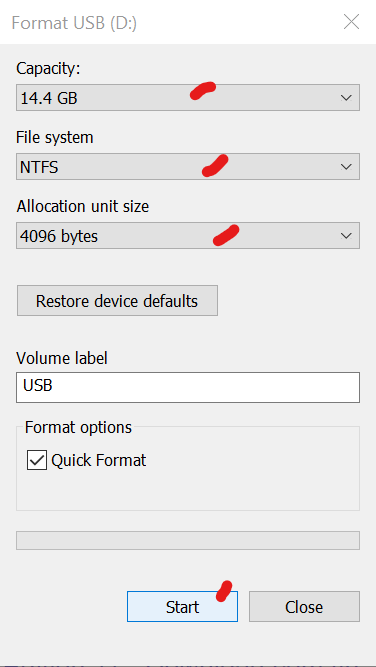 Format USB (D:)
Capacity:
14.4 GB
File system
NTFS
Allocation unit size
4096 bytes
Restore device defaults
Volume label
USB
Format options
Quick Format
Start
Close